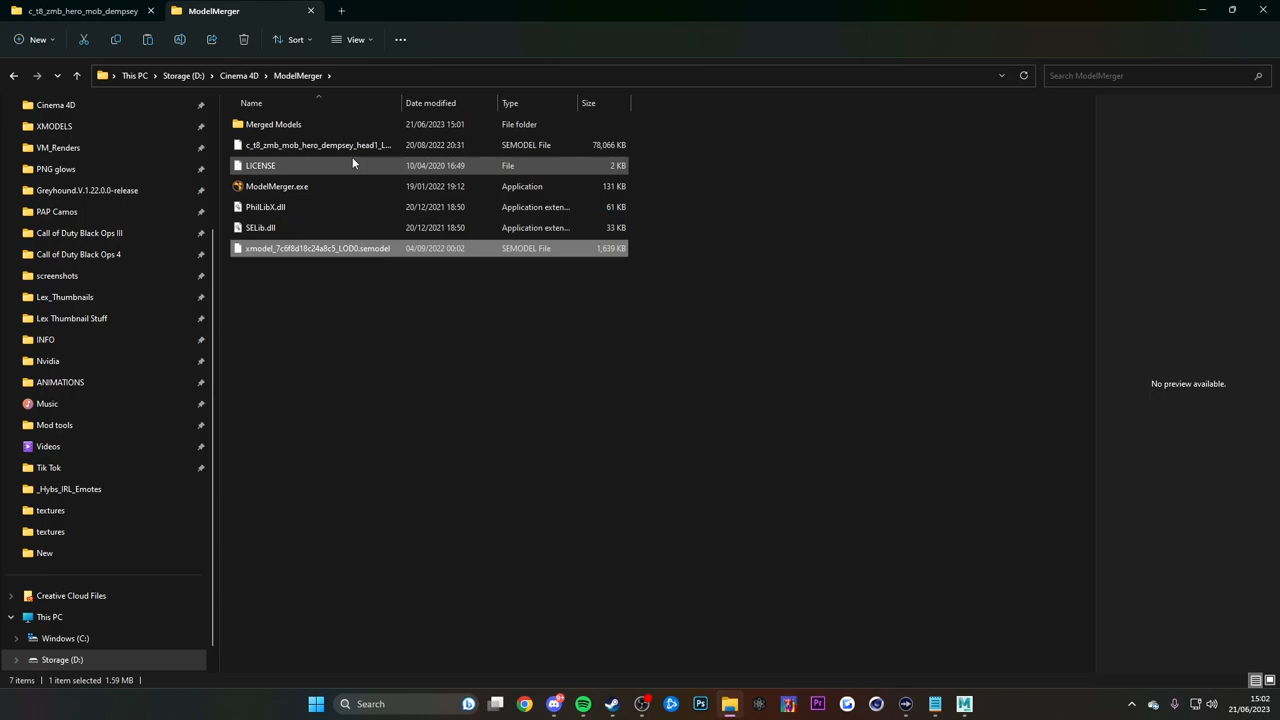 c_t8_zmb_hero_mob_dempsey
ModelMerger
New
Sort
View
This PC
Storage (D:)
Cinema 4D
ModelMerger
Search ModelMerger
Name
Date modified
Type
Size
Merged Models
21/06/2023 15:01
File folder
c_t8_zmb_mob_hero_dempsey_head1_L...
20/08/2022 20:31
SEMODEL File
78,066 KB
LICENSE
10/04/2020 16:49
File
2 KB
ModelMerger.exe
19/01/2022 19:12
Application
131 KB
PhilLibX.dll
20/12/2021 18:50
Application exten...
61 KB
SELib.dll
20/12/2021 18:50
Application exten...
33 KB
xmodel_7c6f8d18c24a8c5_LOD0.semodel
04/09/2022 00:02
SEMODEL File
1,639 KB
Cinema 4D
XMODELS
VM_Renders
PNG glows
Greyhound.V.1.22.0.0-release
PAP Camos
Call of Duty Black Ops III
Call of Duty Black Ops 4
screenshots
Lex_Thumbnails
Lex Thumbnail Stuff
INFO
Nvidia
ANIMATIONS
Music
Mod tools
Videos
Tik Tok
_Hybs_IRL_Emotes
textures
textures
New
Creative Cloud Files
This PC
Windows (C:)
Storage (D:)
No preview available.
7 items
1 item selected 1.59 MB
Search
15:02
21/06/2023